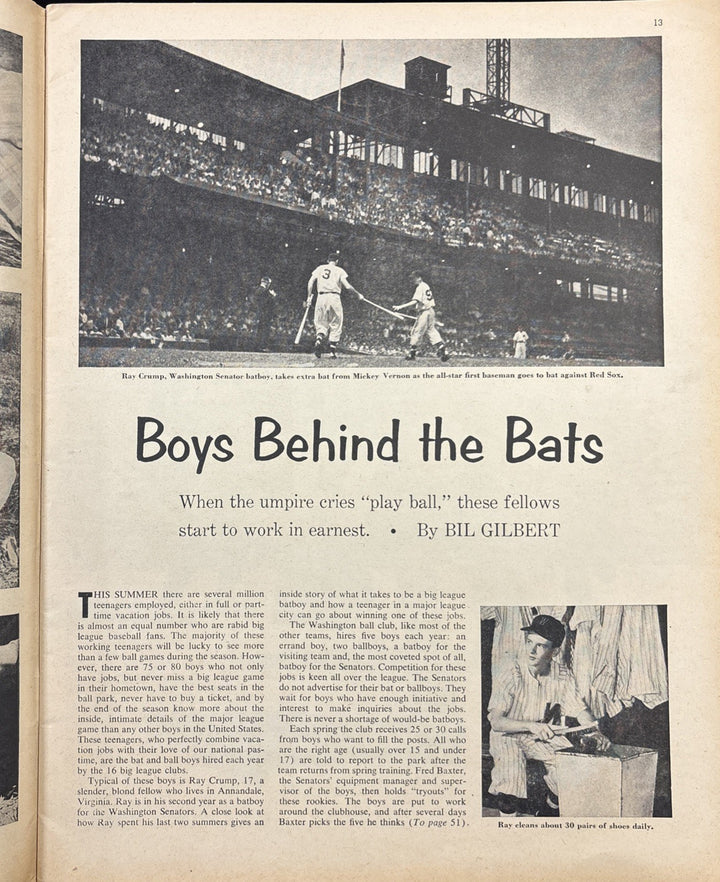 13
3
Ray Crump, Washington Senator batboy, takes extra bat from Mickey Vernon as the all-star first baseman goes to bat against Red Sox.
Boys Behind the Bats
When the umpire cries “play ball,” these fellows
start to work in earnest. • By BIL GILBERT
THIS SUMMER there are several million
teenagers employed, either in full or part-
time vacation jobs. It is likely that there
is almost an equal number who are rabid big
league baseball fans. The majority of these
working teenagers will be lucky to see more
than a few ball games during the season. How-
ever, there are 75 or 80 boys who not only
have jobs, but never miss a big league game
in their hometown, have the best seats in the
ball park, never have to buy a ticket, and by
the end of the season know more about the
inside, intimate details of the major league
game than any other boys in the United States.
These teenagers, who perfectly combine vaca-
tion jobs with their love of our national pas-
time, are the bat and ball boys hired each year
by the 16 big league clubs.
Typical of these boys is Ray Crump, 17, a
slender, blond fellow who lives in Annandale,
Virginia. Ray is in his second year as a batboy
for the Washington Senators. A close look at
how Ray spent his last two summers gives an
inside story of what it takes to be a big league
batboy and how a teenager in a major league
city can go about winning one of these jobs.
The Washington ball club, like most of the
other teams, hires five boys each year: an
errand boy, two ballboys, a batboy for the
visiting team and, the most coveted spot of all,
batboy for the Senators. Competition for these
jobs is keen all over the league. The Senators
do not advertise for their bat or ballboys. They
wait for boys who have enough initiative and
interest to make inquiries about the jobs.
There is never a shortage of would-be batboys.
Each spring the club receives 25 or 30 calls
from boys who want to fill the posts. All who
are the right age (usually over 15 and under
17) are told to report to the park after the
team returns from spring training. Fred Baxter,
the Senators' equipment manager and super-
visor of the boys, then holds “tryouts” for
these rookies. The boys are put to work
around the clubhouse, and after several days
Baxter picks the five he thinks (To page 51)
Ray cleans about 30 pairs of shoes daily.